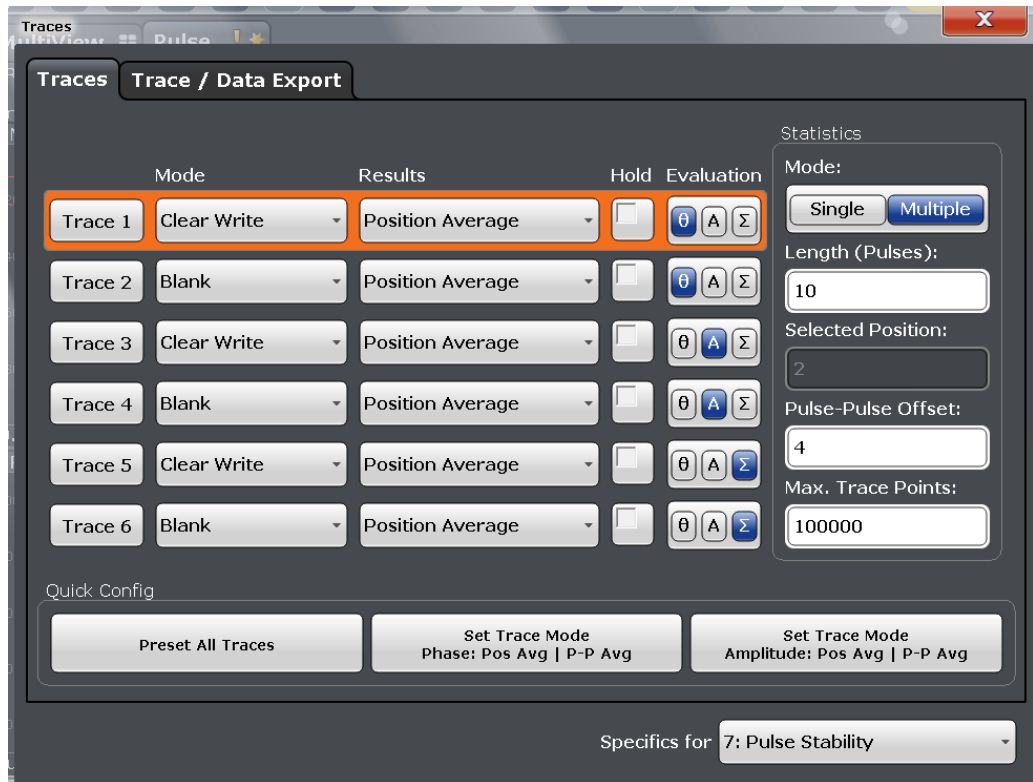 Traces
MultiView Pulse
Traces Trace / Data Export
Statistics
Mode Results Hold Evaluation
Mode:
Single Multiple
Trace 1 Clear Write Position Average θ A Σ
Length (Pulses):
Trace 2 Blank Position Average θ A Σ
10
Selected Position:
Trace 3 Clear Write Position Average θ A Σ
2
Trace 4 Blank Position Average θ A Σ
Pulse-Pulse Offset:
4
Trace 5 Clear Write Position Average θ A Σ
Max. Trace Points:
Trace 6 Blank Position Average θ A Σ
100000
Quick Config
Preset All Traces
Set Trace Mode
Phase: Pos Avg | P-P Avg
Set Trace Mode
Amplitude: Pos Avg | P-P Avg
Specifics for 7: Pulse Stability